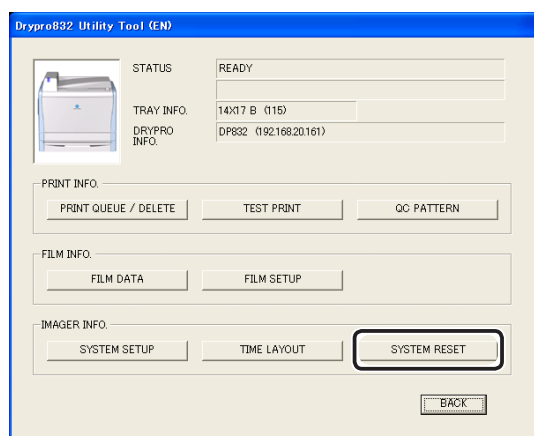 Drypro832 Utility Tool (EN)
STATUS READY
TRAY INFO. 14X17 B (115)
DRYPRO INFO. DP832 (192.168.20.161)
PRINT INFO.
PRINT QUEUE / DELETE TEST PRINT QC PATTERN
FILM INFO.
FILM DATA FILM SETUP
IMAGER INFO.
SYSTEM SETUP TIME LAYOUT SYSTEM RESET
BACK